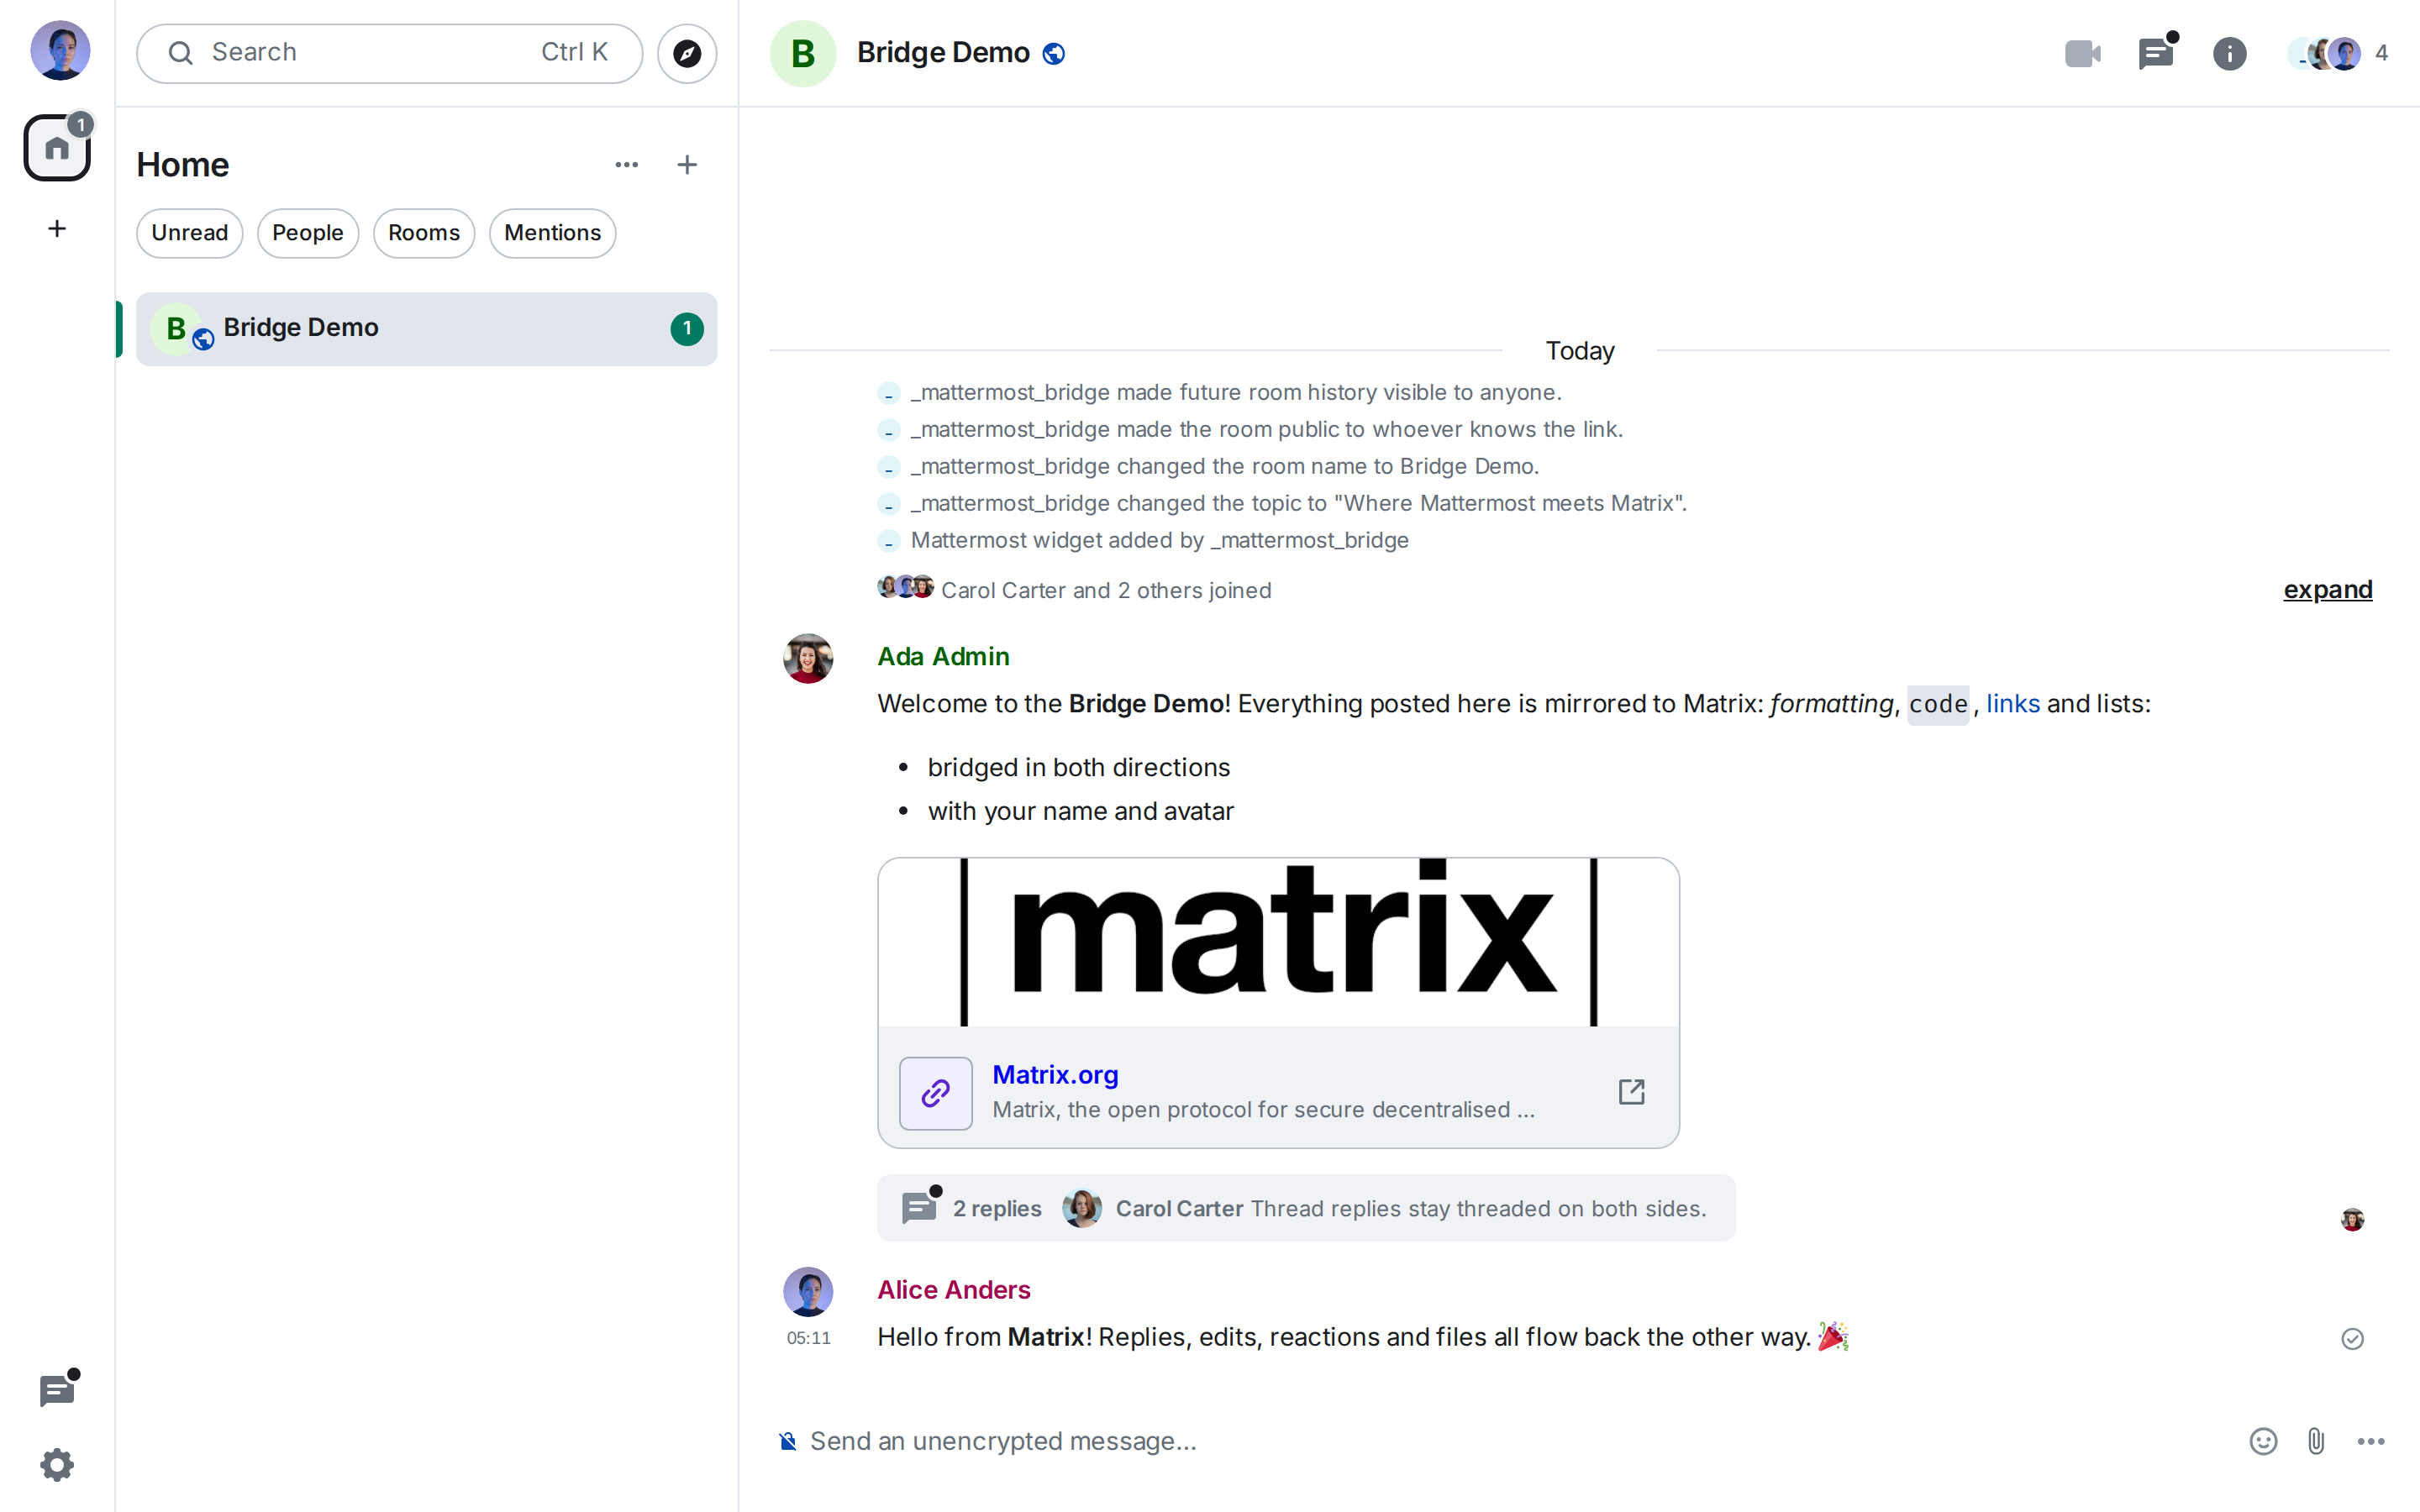 Search Ctrl K
B Bridge Demo
4
1
Home
Unread People Rooms Mentions
B Bridge Demo 1
Today
_mattermost_bridge made future room history visible to anyone.
_mattermost_bridge made the room public to whoever knows the link.
_mattermost_bridge changed the room name to Bridge Demo.
_mattermost_bridge changed the topic to "Where Mattermost meets Matrix".
Mattermost widget added by _mattermost_bridge
Carol Carter and 2 others joined expand
Ada Admin
Welcome to the Bridge Demo! Everything posted here is mirrored to Matrix: formatting, code, links and lists:
• bridged in both directions
• with your name and avatar
matrix
Matrix.org
Matrix, the open protocol for secure decentralised ...
2 replies Carol Carter Thread replies stay threaded on both sides.
Alice Anders
05:11 Hello from Matrix! Replies, edits, reactions and files all flow back the other way. 🎉
Send an unencrypted message...